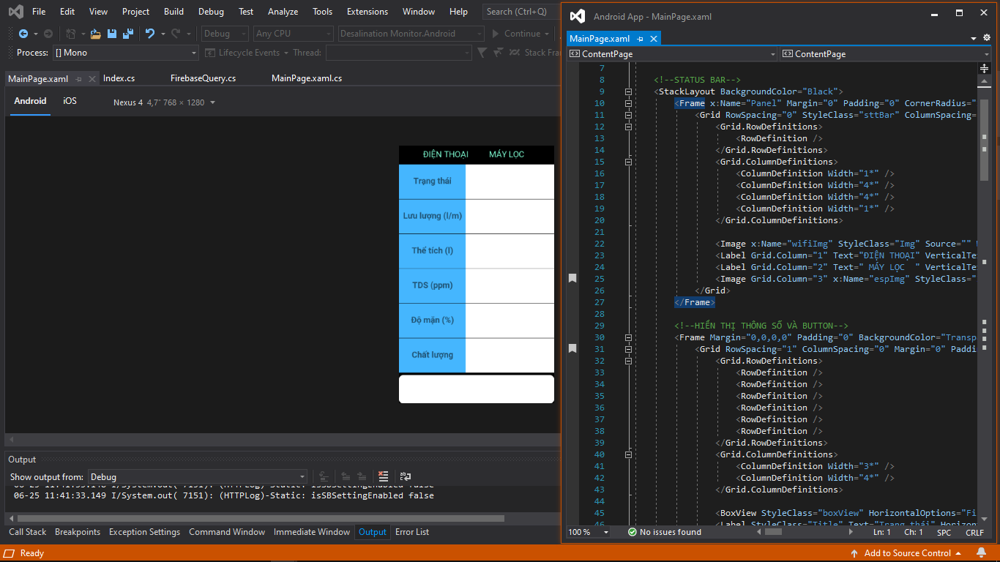 File Edit View Project Build Debug Test Analyze Tools Extensions Window Help Search (Ctrl+Q)
Debug Any CPU Desalination Monitor.Android Continue
Process: [] Mono Lifecycle Events Thread: Stack Fra
MainPage.xaml Index.cs FirebaseQuery.cs MainPage.xaml.cs
Android iOS Nexus 4 4,7" 768 × 1280
ĐIỆN THOẠI MÁY LỌC
Trạng thái
Lưu lượng (l/m)
Thể tích (l)
TDS (ppm)
Độ mặn (%)
Chất lượng
Output
Show output from: Debug
06-25 11:41:33.148 I/System.out( 7151): (HTTPLog)-Static: isSBSettingEnabled false
06-25 11:41:33.149 I/System.out( 7151): (HTTPLog)-Static: isSBSettingEnabled false
Call Stack Breakpoints Exception Settings Command Window Immediate Window Output Error List
Android App - MainPage.xaml
MainPage.xaml
ContentPage ContentPage
7
8 <!--STATUS BAR-->
9 <StackLayout BackgroundColor="Black">
10 <Frame x:Name="Panel" Margin="0" Padding="0" CornerRadius="
11 <Grid RowSpacing="0" StyleClass="sttBar" ColumnSpacing=
12 <Grid.RowDefinitions>
13 <RowDefinition />
14 </Grid.RowDefinitions>
15 <Grid.ColumnDefinitions>
16 <ColumnDefinition Width="1*" />
17 <ColumnDefinition Width="4*" />
18 <ColumnDefinition Width="4*" />
19 <ColumnDefinition Width="1*" />
20 </Grid.ColumnDefinitions>
21
22 <Image x:Name="wifiImg" StyleClass="Img" Source=""
23 <Label Grid.Column="1" Text="ĐIỆN THOẠI" VerticalTe
24 <Label Grid.Column="2" Text=" MÁY LỌC  " VerticalTe
25 <Image Grid.Column="3" x:Name="espImg" StyleClass="
26 </Grid>
27 </Frame>
28
29 <!--HIỂN THỊ THÔNG SỐ VÀ BUTTON-->
30 <Frame Margin="0,0,0,0" Padding="0" BackgroundColor="Transp
31 <Grid RowSpacing="1" ColumnSpacing="0" Margin="0" Paddi
32 <Grid.RowDefinitions>
33 <RowDefinition />
34 <RowDefinition />
35 <RowDefinition />
36 <RowDefinition />
37 <RowDefinition />
38 <RowDefinition />
39 </Grid.RowDefinitions>
40 <Grid.ColumnDefinitions>
41 <ColumnDefinition Width="3*" />
42 <ColumnDefinition Width="4*" />
43 </Grid.ColumnDefinitions>
44
45 <BoxView StyleClass="boxView" HorizontalOptions="Fi
46 <Label StyleClass="Title" Text="Trạng thái" Horizon
100 % No issues found Ln: 1 Ch: 1 SPC CRLF
Ready Add to Source Control